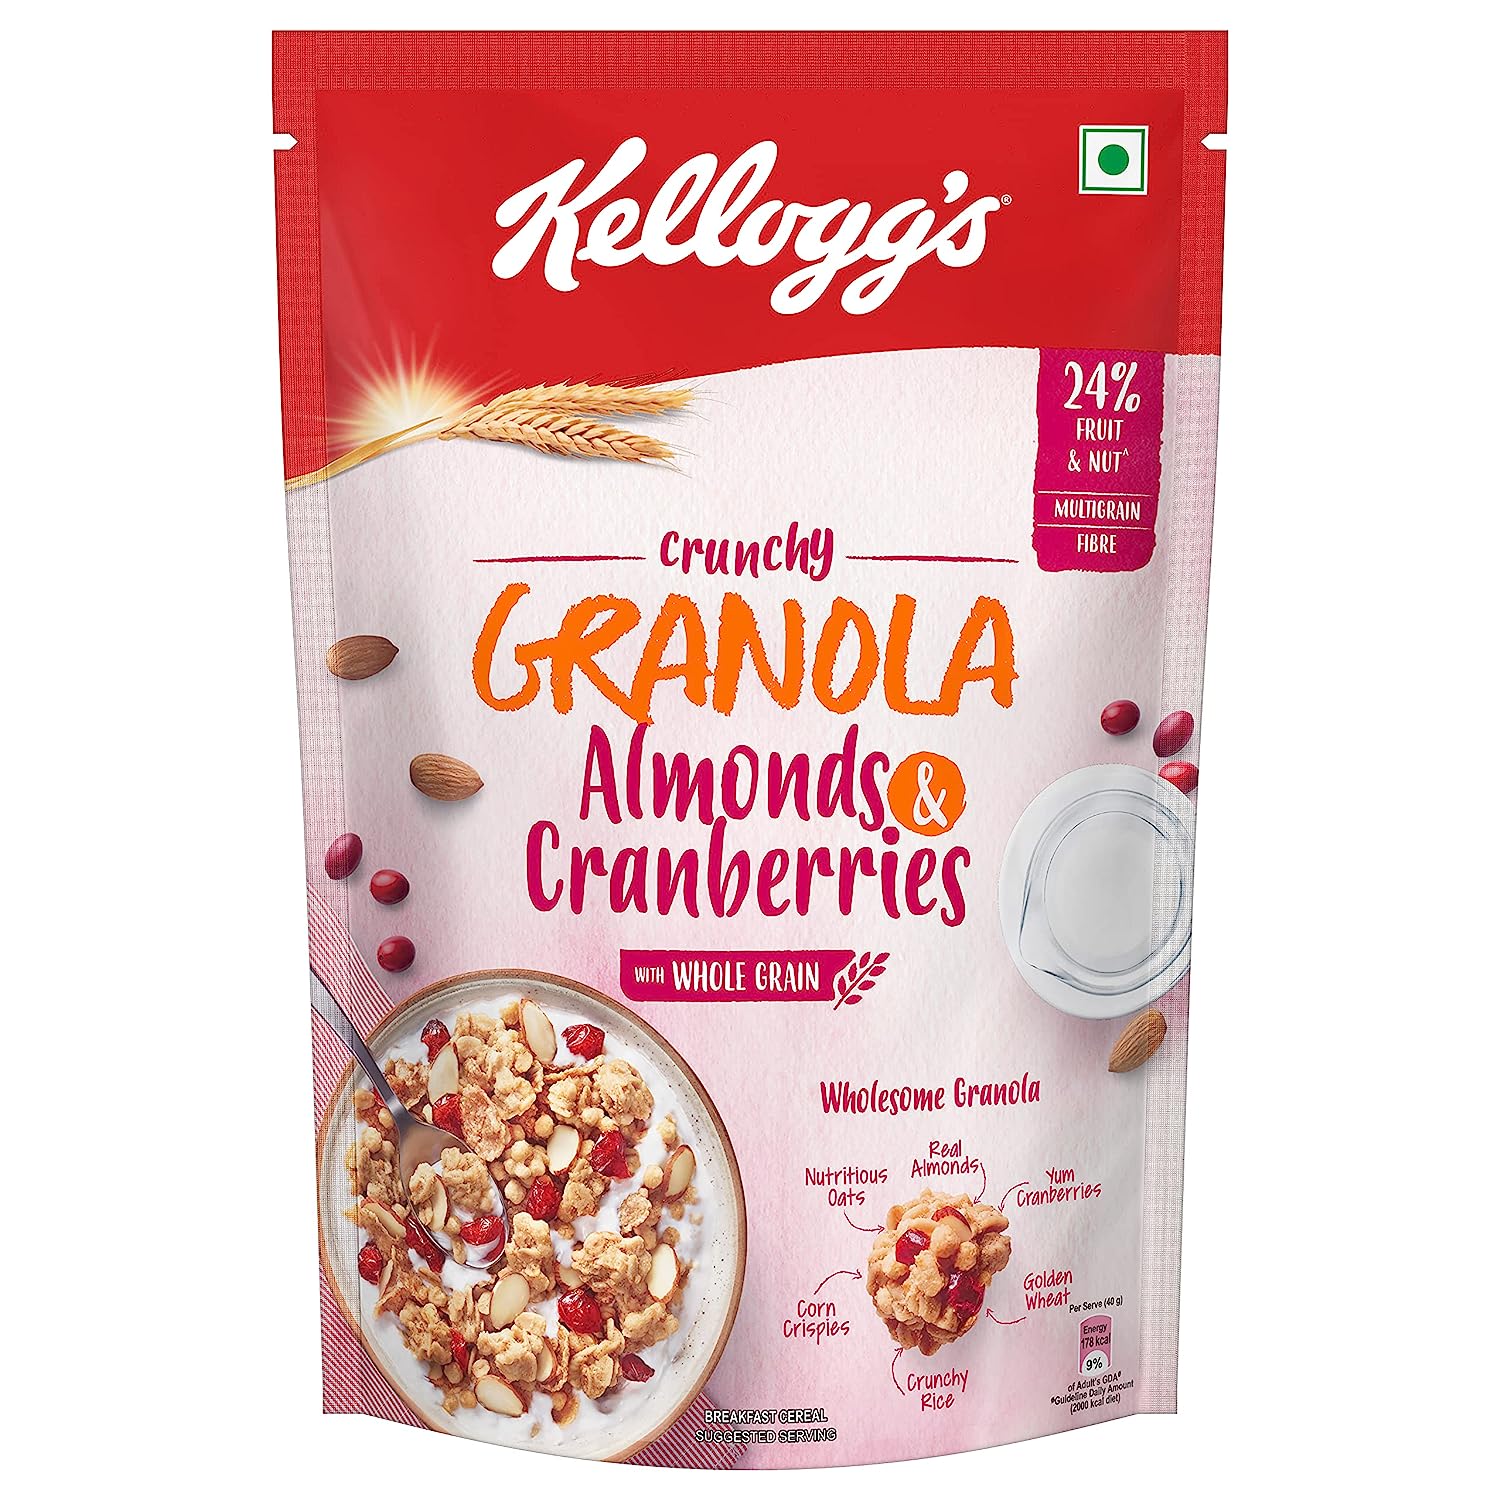 Kellogg's®
24%
FRUIT
& NUT^
MULTIGRAIN
FIBRE
crunchy
GRANOLA
Almonds &
Cranberries
WITH WHOLE GRAIN
Wholesome Granola
Nutritious
Oats
Real
Almonds
Yum
Cranberries
Corn
Crispies
Golden
Wheat
Crunchy
Rice
Per Serve (40 g)
Energy
178 kcal
9%
of Adult's GDA#
#Guideline Daily Amount
(2000 kcal diet)
BREAKFAST CEREAL
SUGGESTED SERVING